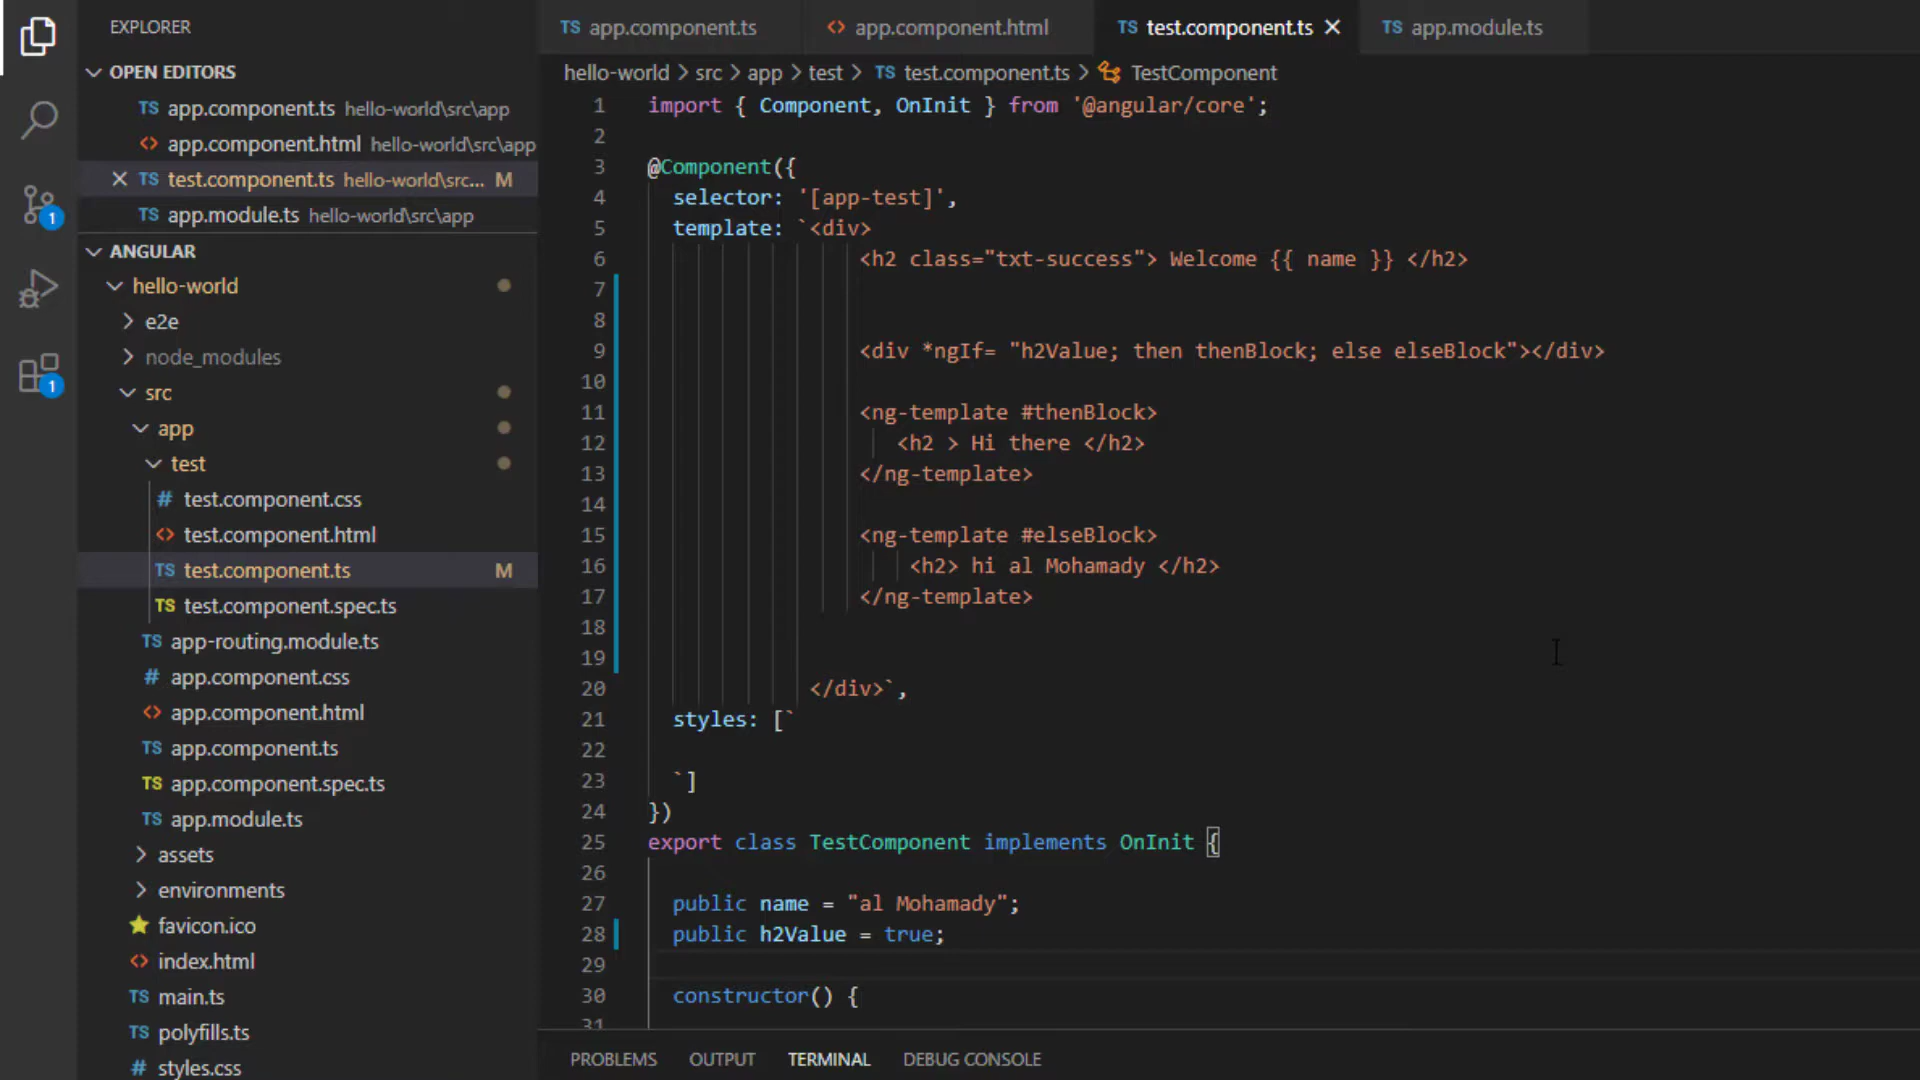 EXPLORER
OPEN EDITORS
TS app.component.ts hello-world\src\app
<> app.component.html hello-world\src\app
TS test.component.ts hello-world\src... M
TS app.module.ts hello-world\src\app
ANGULAR
hello-world
e2e
node_modules
src
app
test
# test.component.css
<> test.component.html
TS test.component.ts M
TS test.component.spec.ts
TS app-routing.module.ts
# app.component.css
<> app.component.html
TS app.component.ts
TS app.component.spec.ts
TS app.module.ts
assets
environments
favicon.ico
<> index.html
TS main.ts
TS polyfills.ts
# styles.css
1
1
TS app.component.ts <> app.component.html TS test.component.ts TS app.module.ts
hello-world > src > app > test > TS test.component.ts > TestComponent
1 import { Component, OnInit } from '@angular/core';
2
3 @Component({
4 selector: '[app-test]',
5 template: `<div>
6 <h2 class="txt-success"> Welcome {{ name }} </h2>
7
8
9 <div *ngIf= "h2Value; then thenBlock; else elseBlock"></div>
10
11 <ng-template #thenBlock>
12 <h2 > Hi there </h2>
13 </ng-template>
14
15 <ng-template #elseBlock>
16 <h2> hi al Mohamady </h2>
17 </ng-template>
18
19
20 </div>`,
21 styles: [`
22
23 `]
24 })
25 export class TestComponent implements OnInit {
26
27 public name = "al Mohamady";
28 public h2Value = true;
29
30 constructor() {
31
PROBLEMS OUTPUT TERMINAL DEBUG CONSOLE